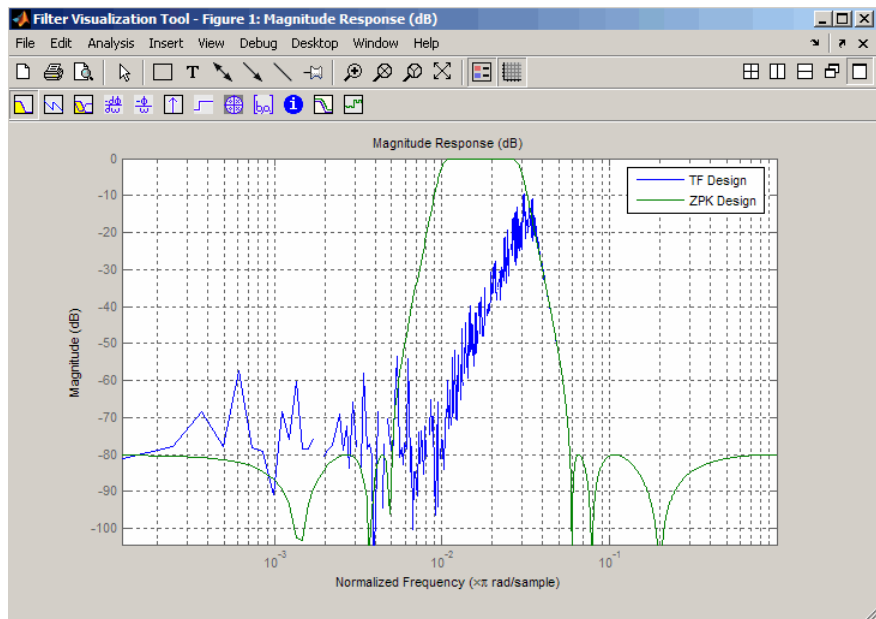 Filter Visualization Tool - Figure 1: Magnitude Response (dB)
File Edit Analysis Insert View Debug Desktop Window Help
T
[b,a]
Magnitude Response (dB)
TF Design
ZPK Design
0
-10
-20
-30
-40
-50
-60
-70
-80
-90
-100
Magnitude (dB)
10⁻³ 10⁻² 10⁻¹
Normalized Frequency (×π rad/sample)